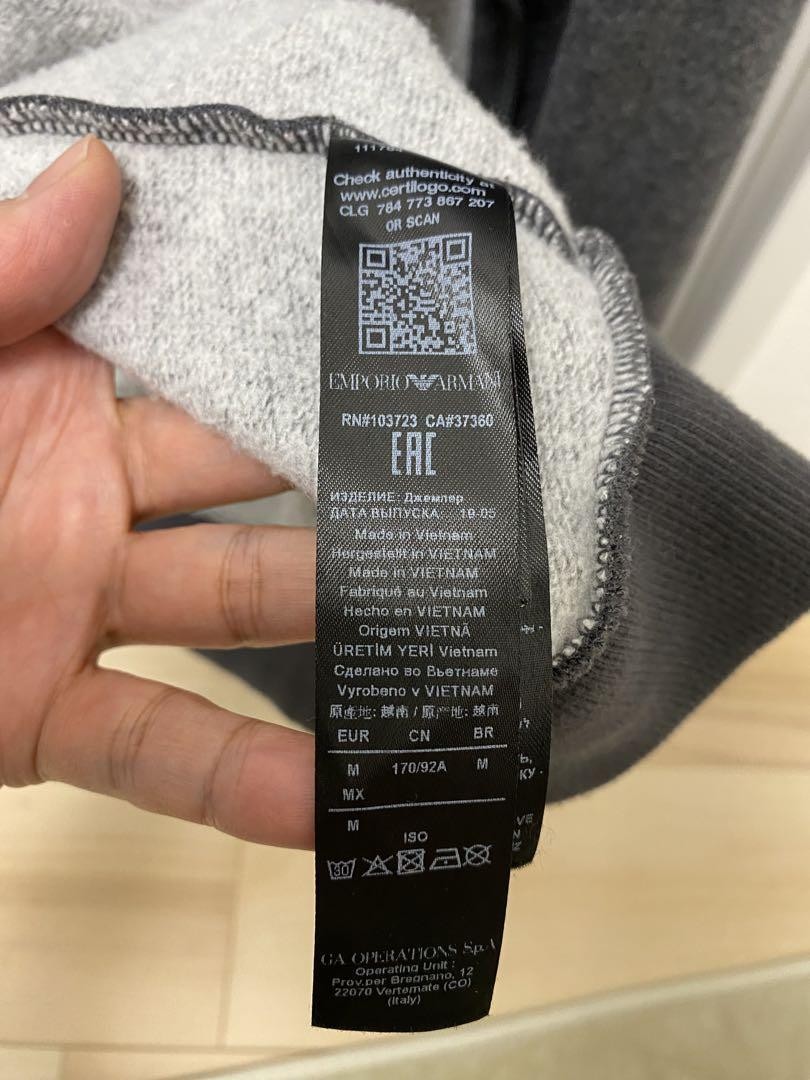 Check authenticity at
www.certilogo.com
CLG 784 773 867 207
OR SCAN
EMPORIO ARMANI
RN#103723 CA#37360
EAC
ИЗДЕЛИЕ: Джемпер
ДАТА ВЫПУСКА 19-05
Made in Vietnam
Hergestellt in VIETNAM
Made in VIETNAM
Fabriqué au Vietnam
Hecho en VIETNAM
Origem VIETNÃ
ÜRETİM YERİ Vietnam
Сделано во Вьетнаме
Vyrobeno v VIETNAM
原産地: 越南 / 原产地: 越南
EUR CN BR
M 170/92A M
MX
M
ISO
30
GA OPERATIONS SpA
Operating Unit :
Prov.per Bregnano, 12
22070 Vertemate (CO)
(Italy)